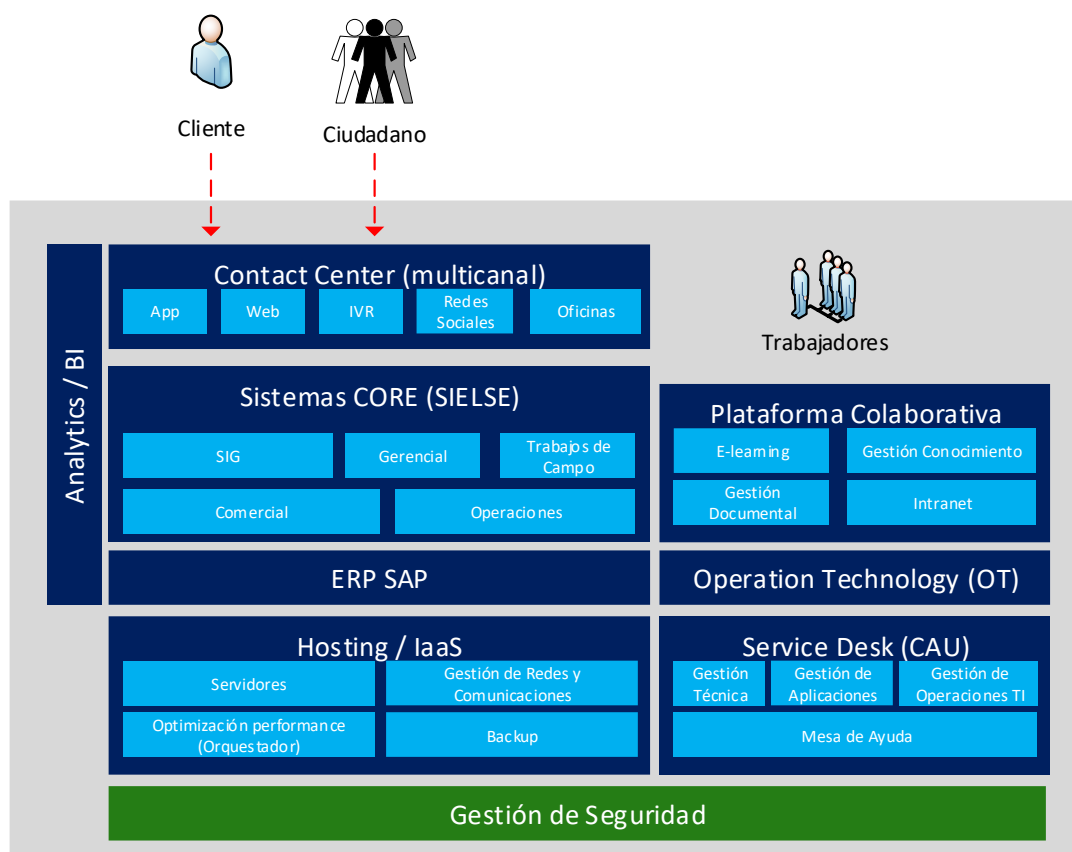 Cliente
Ciudadano
Analytics / BI
Contact Center (multicanal)
App
Web
IVR
Redes
Sociales
Oficinas
Trabajadores
Sistemas CORE (SIELSE)
SIG
Gerencial
Trabajos de
Campo
Comercial
Operaciones
Plataforma Colaborativa
E-learning
Gestión Conocimiento
Gestión
Documental
Intranet
ERP SAP
Operation Technology (OT)
Hosting / IaaS
Servidores
Gestión de Redes y
Comunicaciones
Optimización performance
(Orquestador)
Backup
Service Desk (CAU)
Gestión
Técnica
Gestión de
Aplicaciones
Gestión de
Operaciones TI
Mesa de Ayuda
Gestión de Seguridad